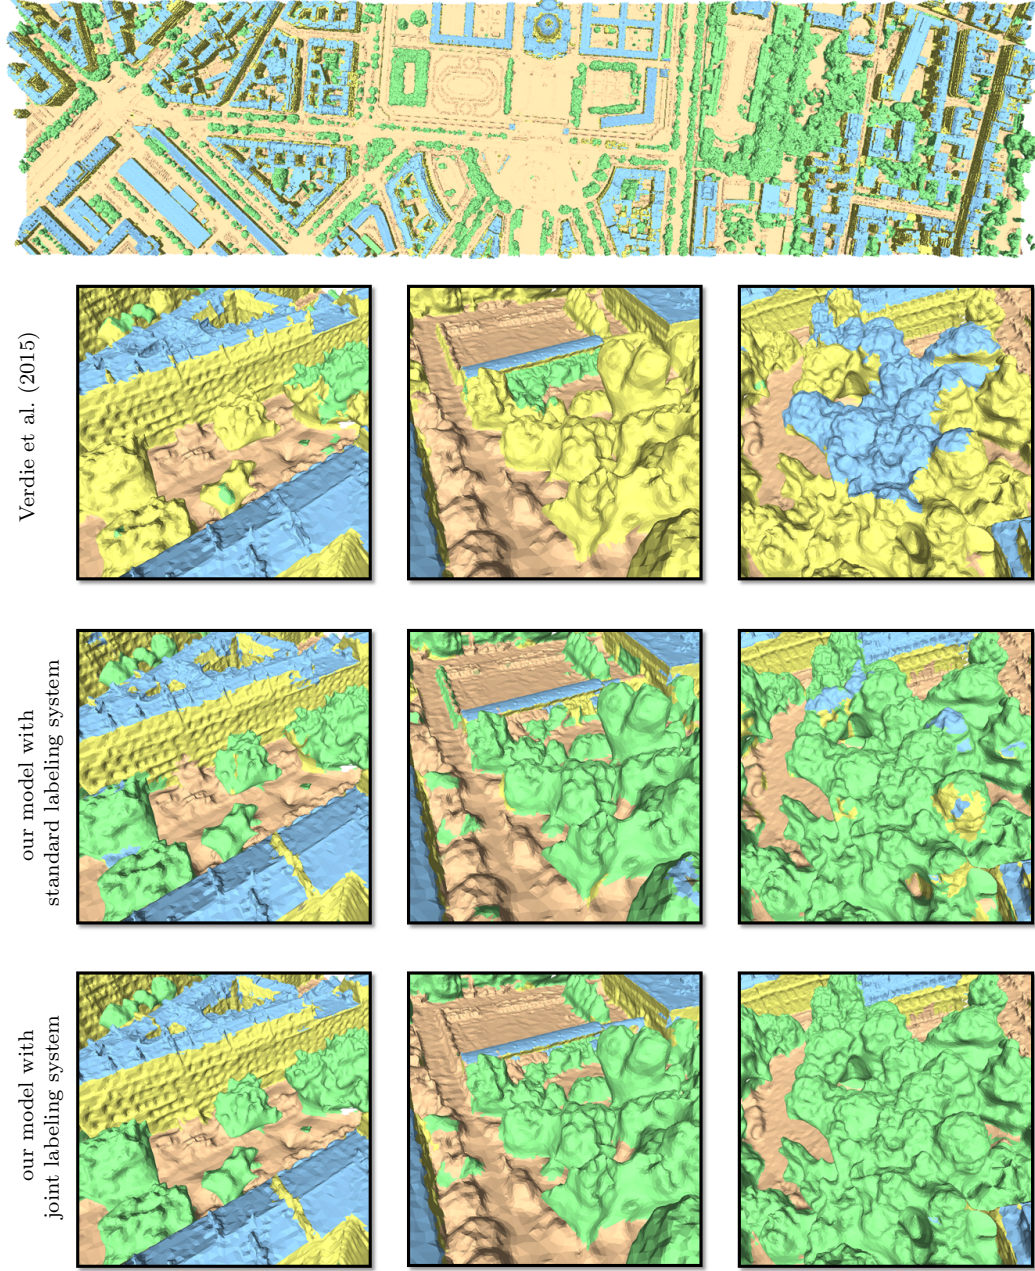 Verdie et al. (2015)
our model with
standard labeling system
our model with
joint labeling system